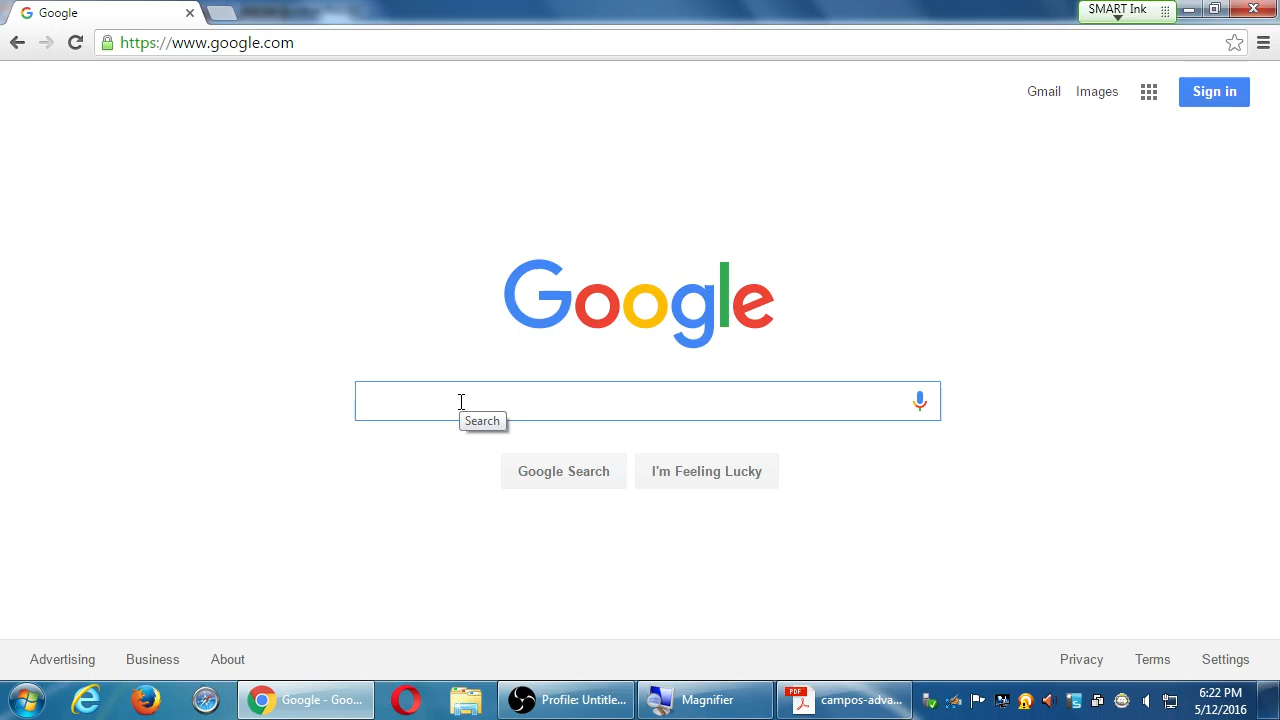 Google
SMART Ink
https://www.google.com
Gmail Images Sign in
Google
Search
Google Search I'm Feeling Lucky
Advertising Business About Privacy Terms Settings
Google - Goo... Profile: Untitle... Magnifier PDF campos-adva... 6:22 PM
5/12/2016